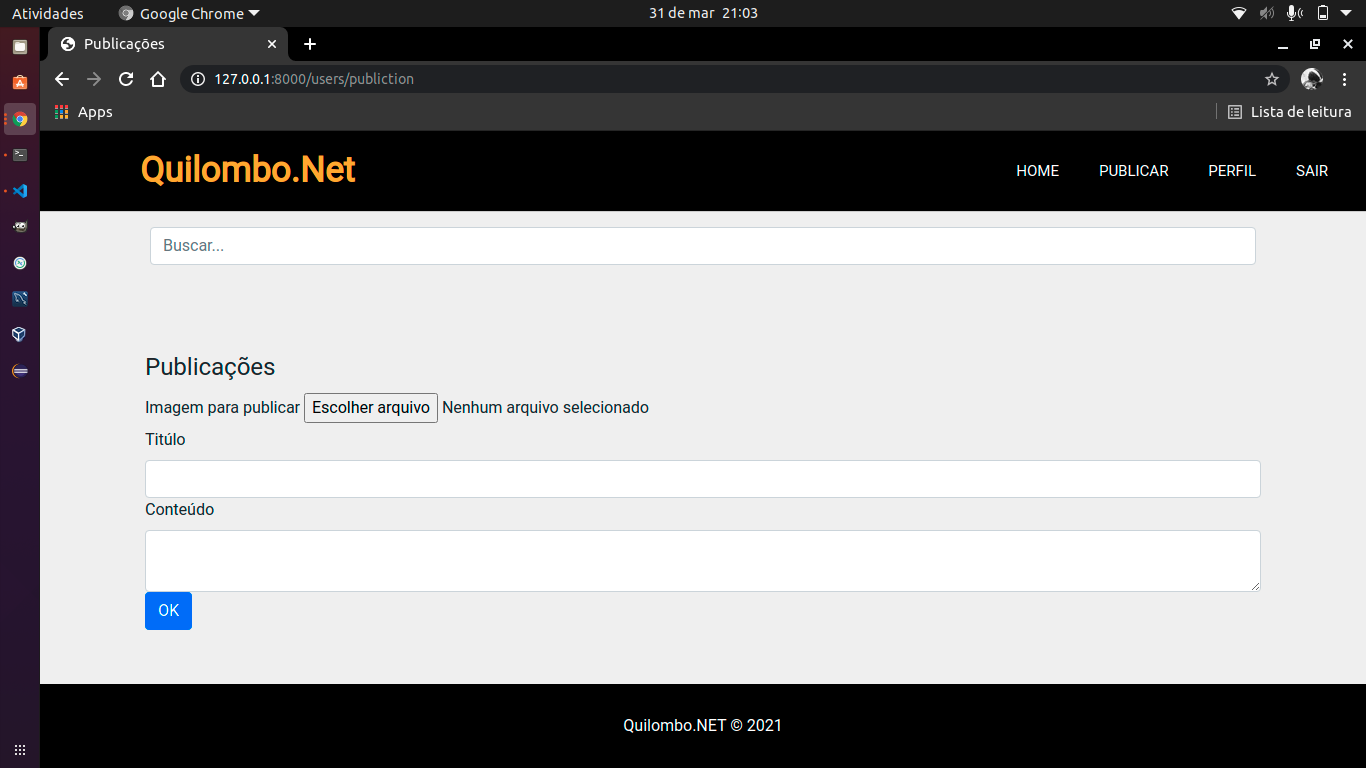 Atividades Google Chrome 31 de mar 21:03
Publicações
127.0.0.1:8000/users/publiction
Apps Lista de leitura
Quilombo.Net HOME PUBLICAR PERFIL SAIR
Buscar...
Publicações
Imagem para publicar Escolher arquivo Nenhum arquivo selecionado
Titúlo
Conteúdo
OK
Quilombo.NET © 2021